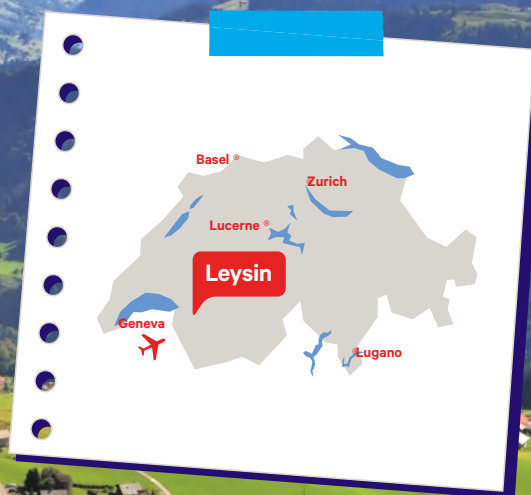 Basel
Zurich
Lucerne
Leysin
Geneva
Lugano